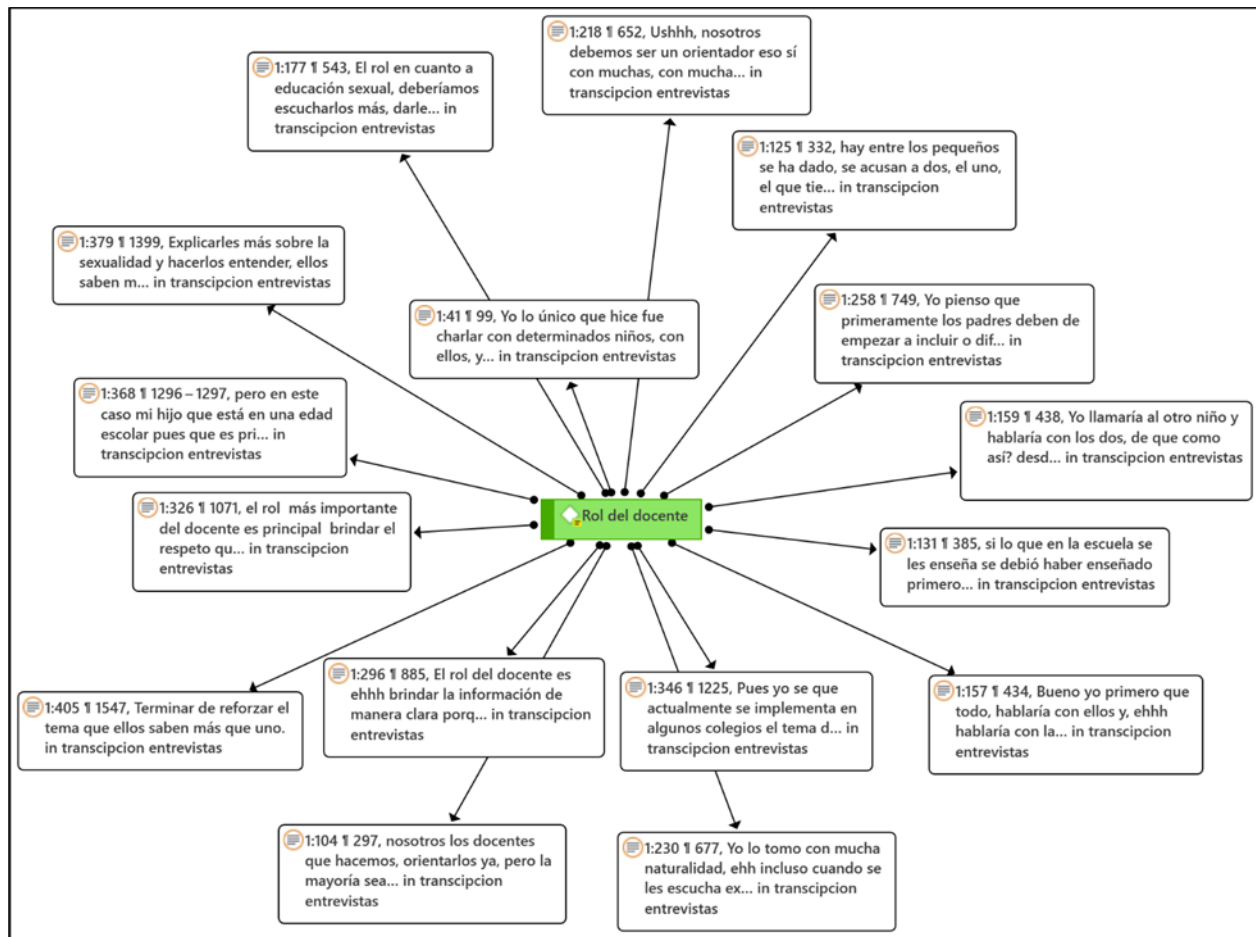 1:218 ¶ 652, Ushhh, nosotros
debemos ser un orientador eso sí
con muchas, con mucha... in
transcipcion entrevistas
1:177 ¶ 543, El rol en cuanto a
educación sexual, deberíamos
escucharlos más, darle... in
transcipcion entrevistas
1:125 ¶ 332, hay entre los pequeños
se ha dado, se acusan a dos, el uno,
el que tie... in transcipcion
entrevistas
1:379 ¶ 1399, Explicarles más sobre la
sexualidad y hacerlos entender, ellos
saben m... in transcipcion entrevistas
1:41 ¶ 99, Yo lo único que hice fue
charlar con determinados niños, con
ellos, y... in transcipcion entrevistas
1:258 ¶ 749, Yo pienso que
primeramente los padres deben de
empezar a incluir o dif... in
transcipcion entrevistas
1:368 ¶ 1296 – 1297, pero en este
caso mi hijo que está en una edad
escolar pues que es pri... in
transcipcion entrevistas
1:159 ¶ 438, Yo llamaría al otro niño y
hablaría con los dos, de que como
así? desd... in transcipcion entrevistas
1:326 ¶ 1071, el rol  más importante
del docente es principal  brindar el
respeto qu... in transcipcion
entrevistas
Rol del docente
1:131 ¶ 385, si lo que en la escuela se
les enseña se debió haber enseñado
primero... in transcipcion entrevistas
1:405 ¶ 1547, Terminar de reforzar el
tema que ellos saben más que uno.
in transcipcion entrevistas
1:296 ¶ 885, El rol del docente es
ehhh brindar la información de
manera clara porq... in transcipcion
entrevistas
1:346 ¶ 1225, Pues yo se que
actualmente se implementa en
algunos colegios el tema d... in
transcipcion entrevistas
1:157 ¶ 434, Bueno yo primero que
todo, hablaría con ellos y, ehhh
hablaría con la... in transcipcion
entrevistas
1:104 ¶ 297, nosotros los docentes
que hacemos, orientarlos ya, pero la
mayoría sea... in transcipcion
entrevistas
1:230 ¶ 677, Yo lo tomo con mucha
naturalidad, ehh incluso cuando se
les escucha ex... in transcipcion
entrevistas